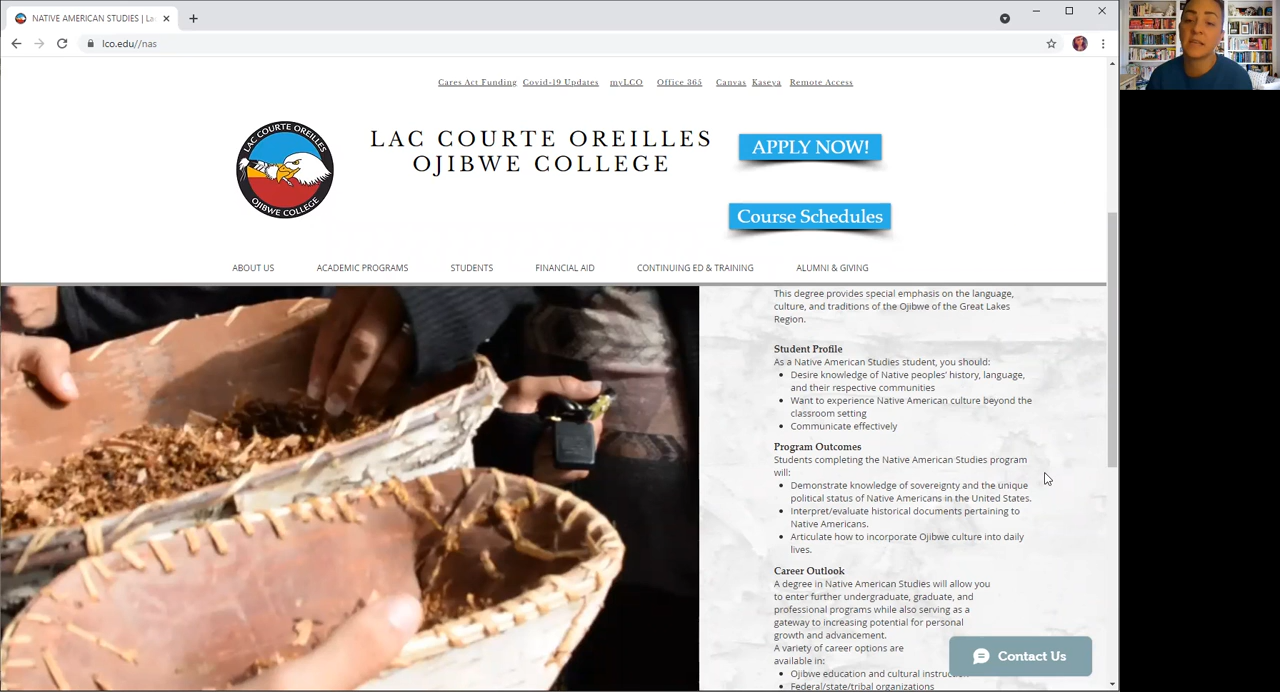 NATIVE AMERICAN STUDIES | La
lco.edu//nas
Cares Act Funding Covid-19 Updates myLCO Office 365 Canvas Kaseya Remote Access
LAC COURTE OREILLES
OJIBWE COLLEGE
LAC COURTE OREILLES
OJIBWE COLLEGE
APPLY NOW!
Course Schedules
ABOUT US ACADEMIC PROGRAMS STUDENTS FINANCIAL AID CONTINUING ED & TRAINING ALUMNI & GIVING
This degree provides special emphasis on the language,
culture, and traditions of the Ojibwe of the Great Lakes
Region.
Student Profile
As a Native American Studies student, you should:
• Desire knowledge of Native peoples' history, language,
and their respective communities
• Want to experience Native American culture beyond the
classroom setting
• Communicate effectively
Program Outcomes
Students completing the Native American Studies program
will:
• Demonstrate knowledge of sovereignty and the unique
political status of Native Americans in the United States.
• Interpret/evaluate historical documents pertaining to
Native Americans.
• Articulate how to incorporate Ojibwe culture into daily
lives.
Career Outlook
A degree in Native American Studies will allow you
to enter further undergraduate, graduate, and
professional programs while also serving as a
gateway to increasing potential for personal
growth and advancement.
A variety of career options are
available in:
• Ojibwe education and cultural
• Federal/state/tribal organizations
Contact Us